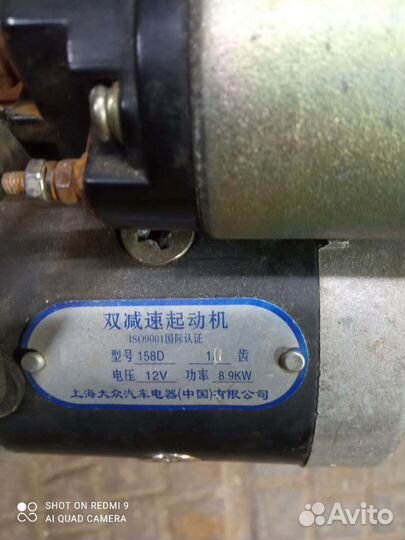 双减速起动机
ISO9001国际认证
型号 158D 齿
电压 12V 功率 8.9KW
上海大众汽车电器(中国)有限公司
SHOT ON REDMI 9
AI QUAD CAMERA
Avito